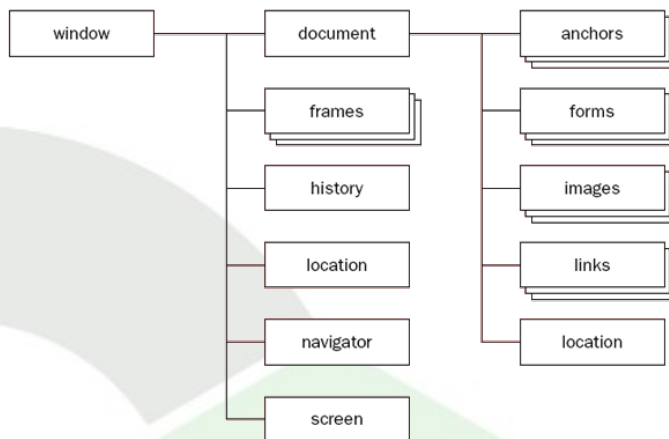 window
document
anchors
frames
forms
history
images
location
links
navigator
location
screen